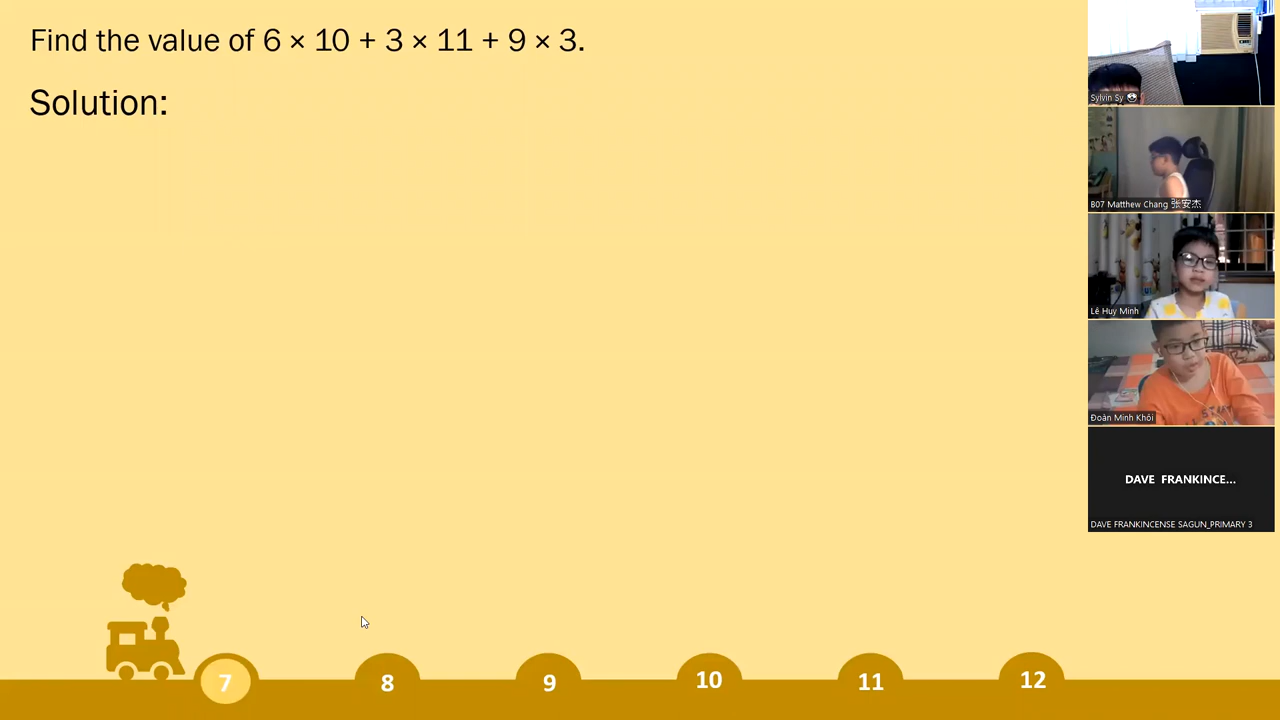 Find the value of 6 × 10 + 3 × 11 + 9 × 3.
Solution:
7
8
9
10
11
12
Sylvin Sy
B07 Matthew Chang 张安杰
Lê Huy Minh
Đoàn Minh Khôi
DAVE FRANKINCE...
DAVE FRANKINCENSE SAGUN_PRIMARY 3